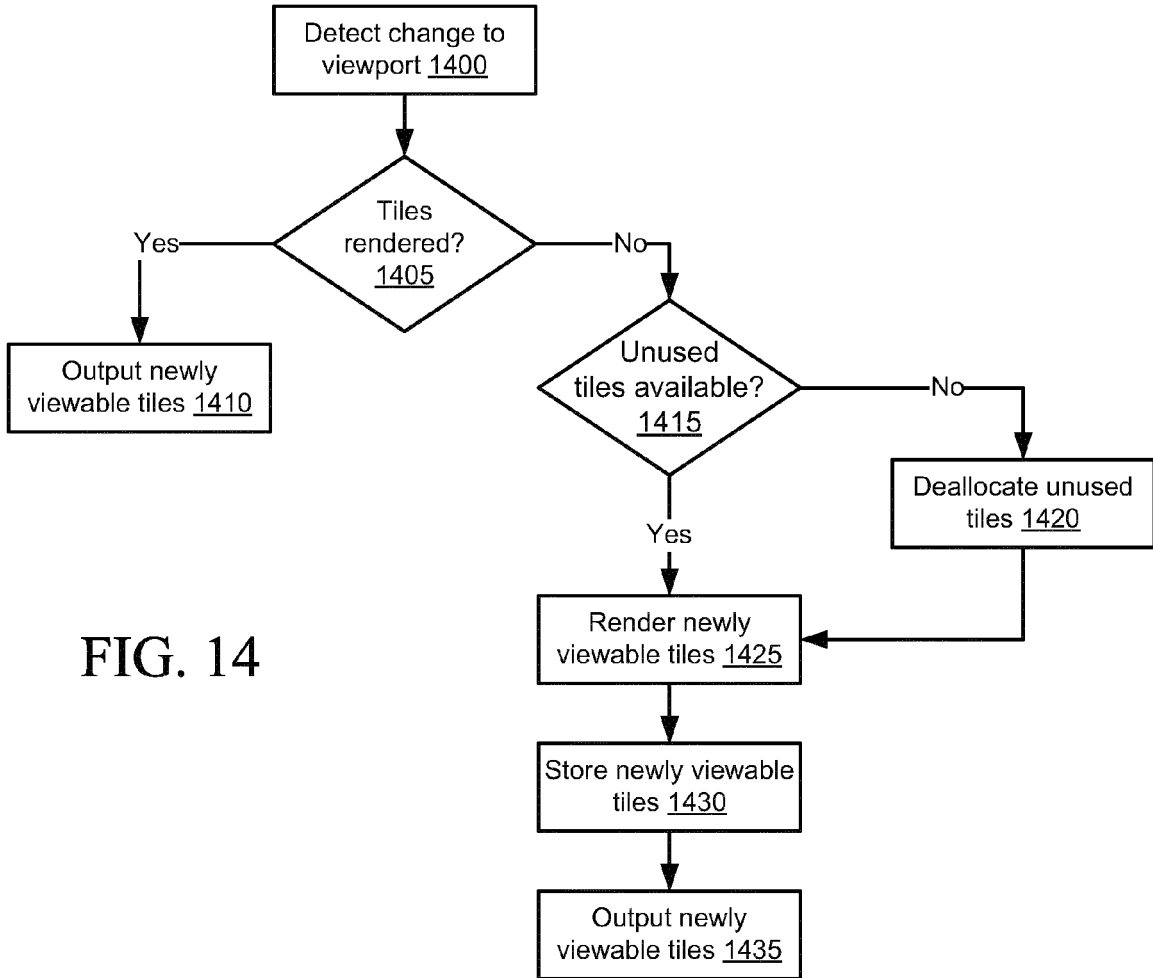 Detect change to
viewport 1400
Tiles
rendered?
1405
Yes
No
Output newly
viewable tiles 1410
Unused
tiles available?
1415
No
Yes
Deallocate unused
tiles 1420
Render newly
viewable tiles 1425
FIG. 14
Store newly viewable
tiles 1430
Output newly
viewable tiles 1435